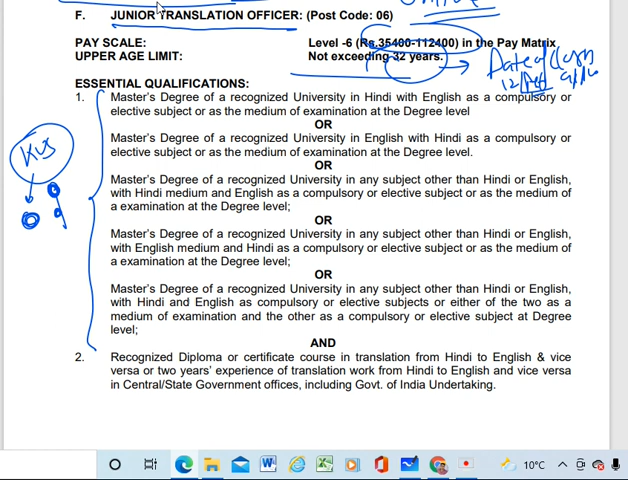 F. JUNIOR TRANSLATION OFFICER: (Post Code: 06)
PAY SCALE: Level -6 (Rs.35400-112400) in the Pay Matrix
UPPER AGE LIMIT: Not exceeding 32 years.
Date of
12
ESSENTIAL QUALIFICATIONS:
1. Master's Degree of a recognized University in Hindi with English as a compulsory or
elective subject or as the medium of examination at the Degree level
OR
Master's Degree of a recognized University in English with Hindi as a compulsory or
elective subject or as the medium of examination at the Degree level.
OR
KVS
Master's Degree of a recognized University in any subject other than Hindi or English,
with Hindi medium and English as a compulsory or elective subject or as the medium of
a examination at the Degree level;
OR
Master's Degree of a recognized University in any subject other than Hindi or English,
with English medium and Hindi as a compulsory or elective subject or as the medium of
a examination at the Degree level;
OR
Master's Degree of a recognized University in any subject other than Hindi or English,
with Hindi and English as compulsory or elective subjects or either of the two as a
medium of examination and the other as a compulsory or elective subject at Degree
level;
AND
2. Recognized Diploma or certificate course in translation from Hindi to English & vice
versa or two years' experience of translation work from Hindi to English and vice versa
in Central/State Government offices, including Govt. of India Undertaking.
10°C